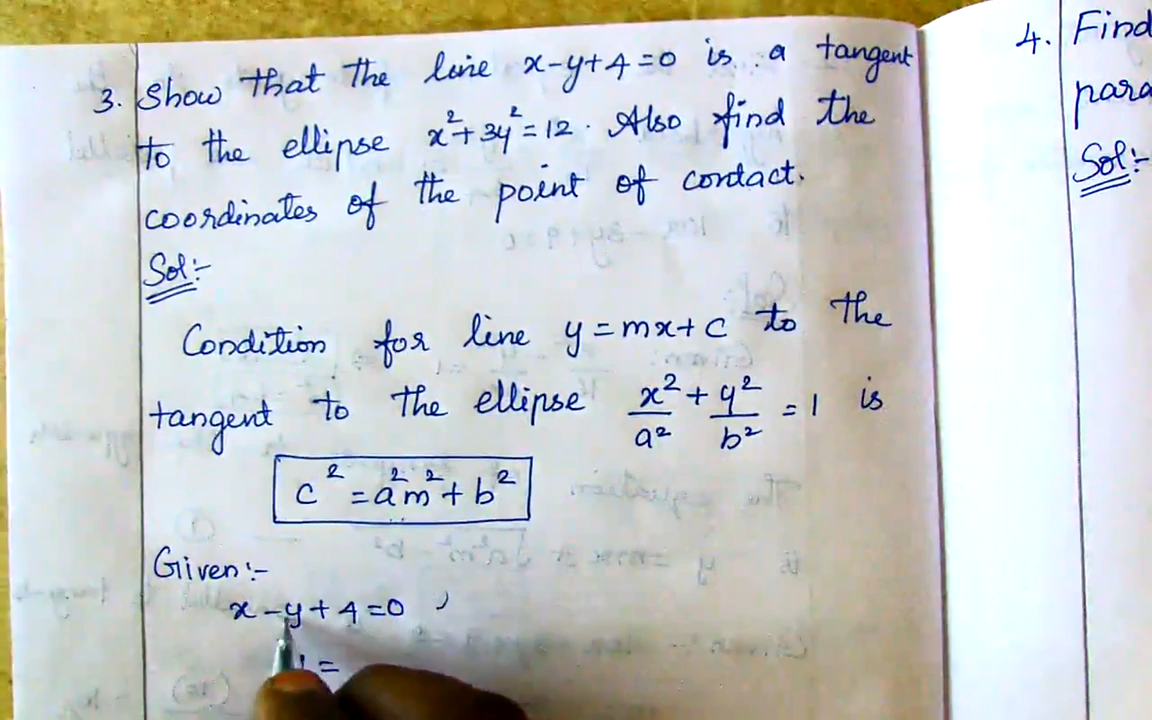 3. Show that the line x-y+4=0 is a tangent
to the ellipse x²+3y²=12. Also find the
coordinates of the point of contact.
Sol:-
Condition for line y=mx+c to the
tangent to the ellipse x²/a² + y²/b² = 1 is
c² = a²m² + b²
Given:-
x-y+4=0 ,
=
4. Find
para
Sol:-